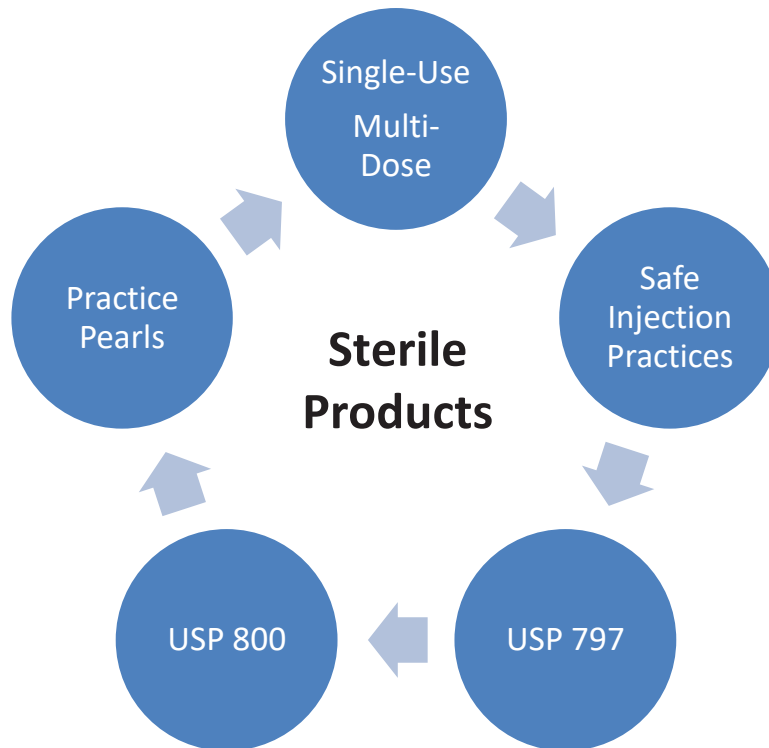 Single-Use
Multi-
Dose
Safe
Injection
Practices
USP 797
USP 800
Practice
Pearls
Sterile
Products